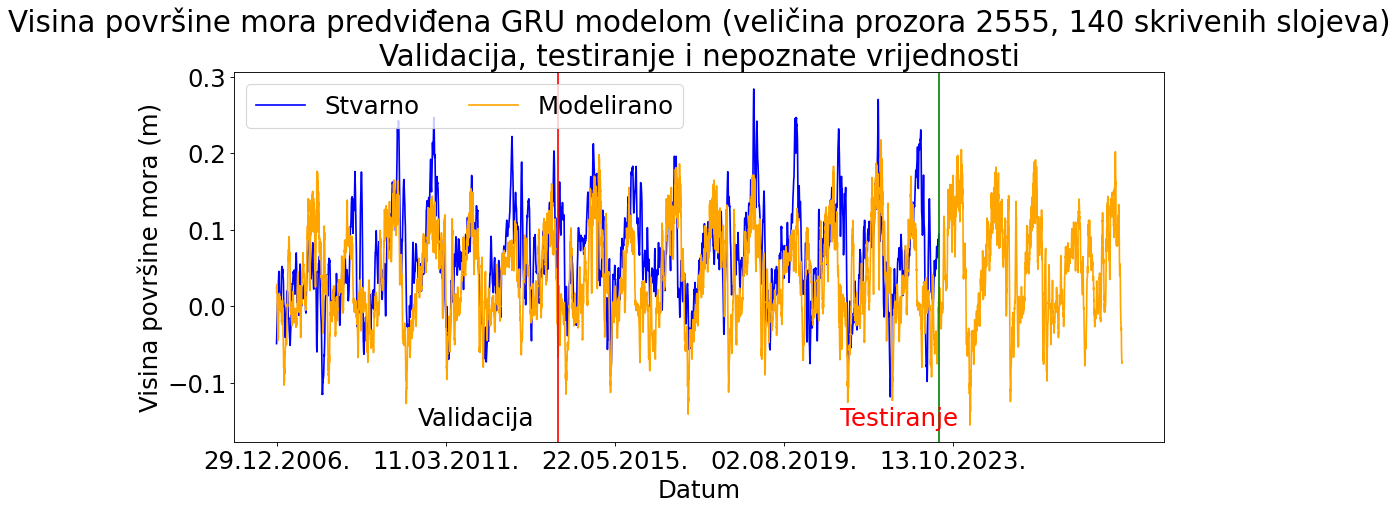 Visina površine mora predviđena GRU modelom (veličina prozora 2555, 140 skrivenih slojeva)
Validacija, testiranje i nepoznate vrijednosti
Visina površine mora (m)
0.3
0.2
0.1
0.0
−0.1
Stvarno
Modelirano
Validacija
Testiranje
29.12.2006.
11.03.2011.
22.05.2015.
02.08.2019.
13.10.2023.
Datum